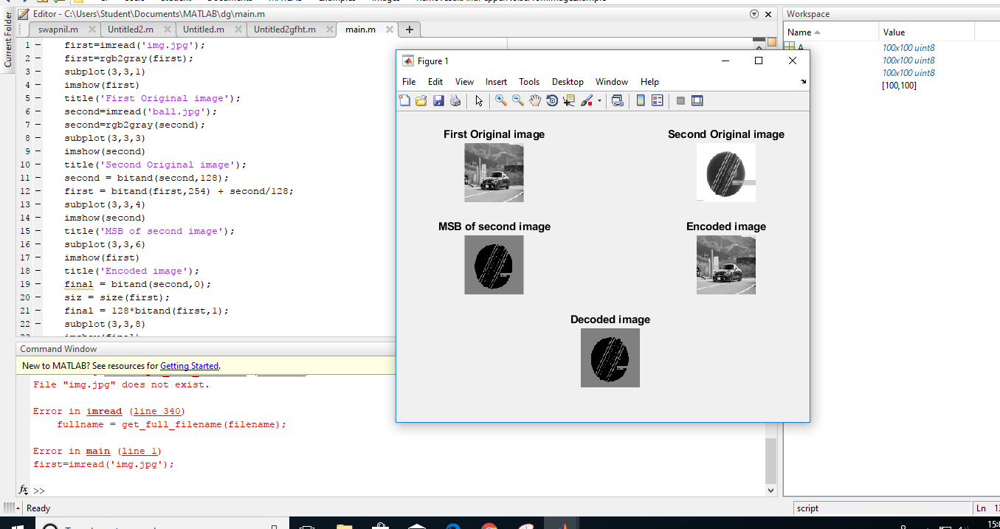 Editor - C:\Users\Student\Documents\MATLAB\dg\main.m
swapnil.m
Untitled2.m
Untitled.m
Untitled2gfht.m
main.m
Current Folder
1 first=imread('img.jpg');
2 first=rgb2gray(first);
3 subplot(3,3,1)
4 imshow(first)
5 title('First Original image');
6 second=imread('ball.jpg');
7 second=rgb2gray(second);
8 subplot(3,3,3)
9 imshow(second)
10 title('Second Original image');
11 second = bitand(second,128);
12 first = bitand(first,254) + second/128;
13 subplot(3,3,4)
14 imshow(second)
15 title('MSB of second image');
16 subplot(3,3,6)
17 imshow(first)
18 title('Encoded image');
19 final = bitand(second,0);
20 siz = size(first);
21 final = 128*bitand(first,1);
22 subplot(3,3,8)
Command Window
New to MATLAB? See resources for Getting Started.
File "img.jpg" does not exist.
Error in imread (line 340)
fullname = get_full_filename(filename);
Error in main (line 1)
first=imread('img.jpg');
fx >>
Ready
Figure 1
File Edit View Insert Tools Desktop Window Help
First Original image
Second Original image
MSB of second image
Encoded image
Decoded image
Workspace
Name Value
A 100x100 uint8
100x100 uint8
100x100 uint8
[100,100]
script
Ln